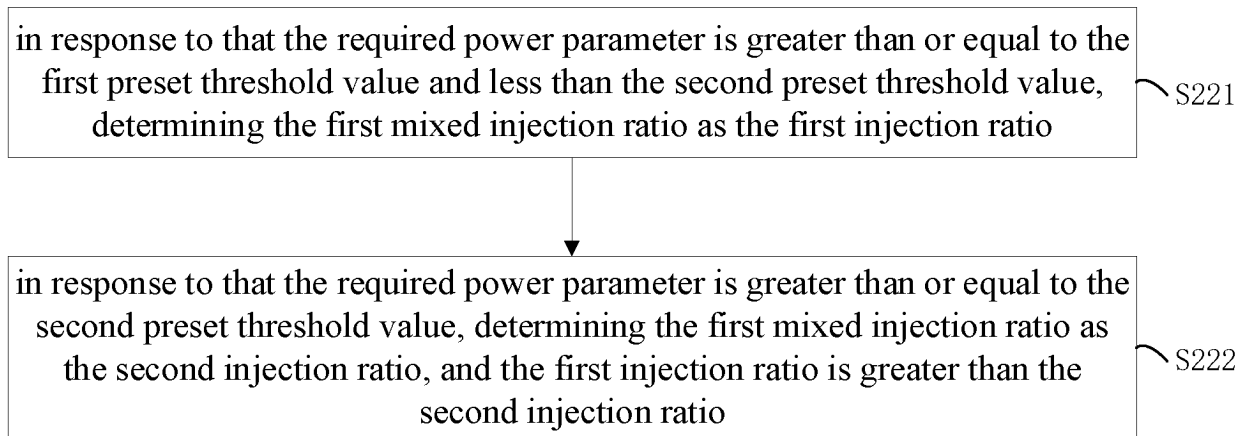 in response to that the required power parameter is greater than or equal to the
first preset threshold value and less than the second preset threshold value,
determining the first mixed injection ratio as the first injection ratio
S221
in response to that the required power parameter is greater than or equal to the
second preset threshold value, determining the first mixed injection ratio as
the second injection ratio, and the first injection ratio is greater than the
second injection ratio
S222